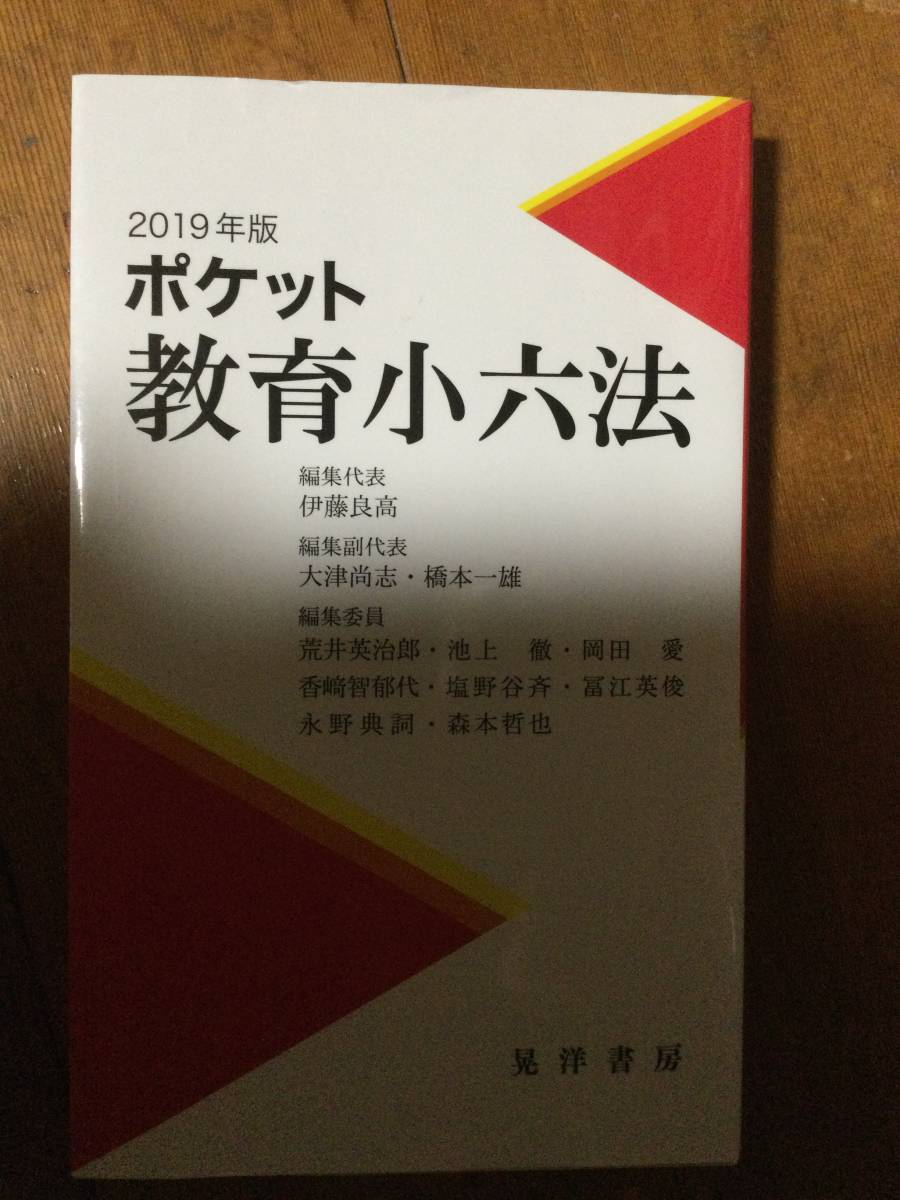 2019年版
ポケット
教育小六法
編集代表
伊藤良高
編集副代表
大津尚志・橋本一雄
編集委員
荒井英治郎・池上　徹・岡田　愛
香﨑智郁代・塩野谷斉・冨江英俊
永野典詞・森本哲也
晃洋書房